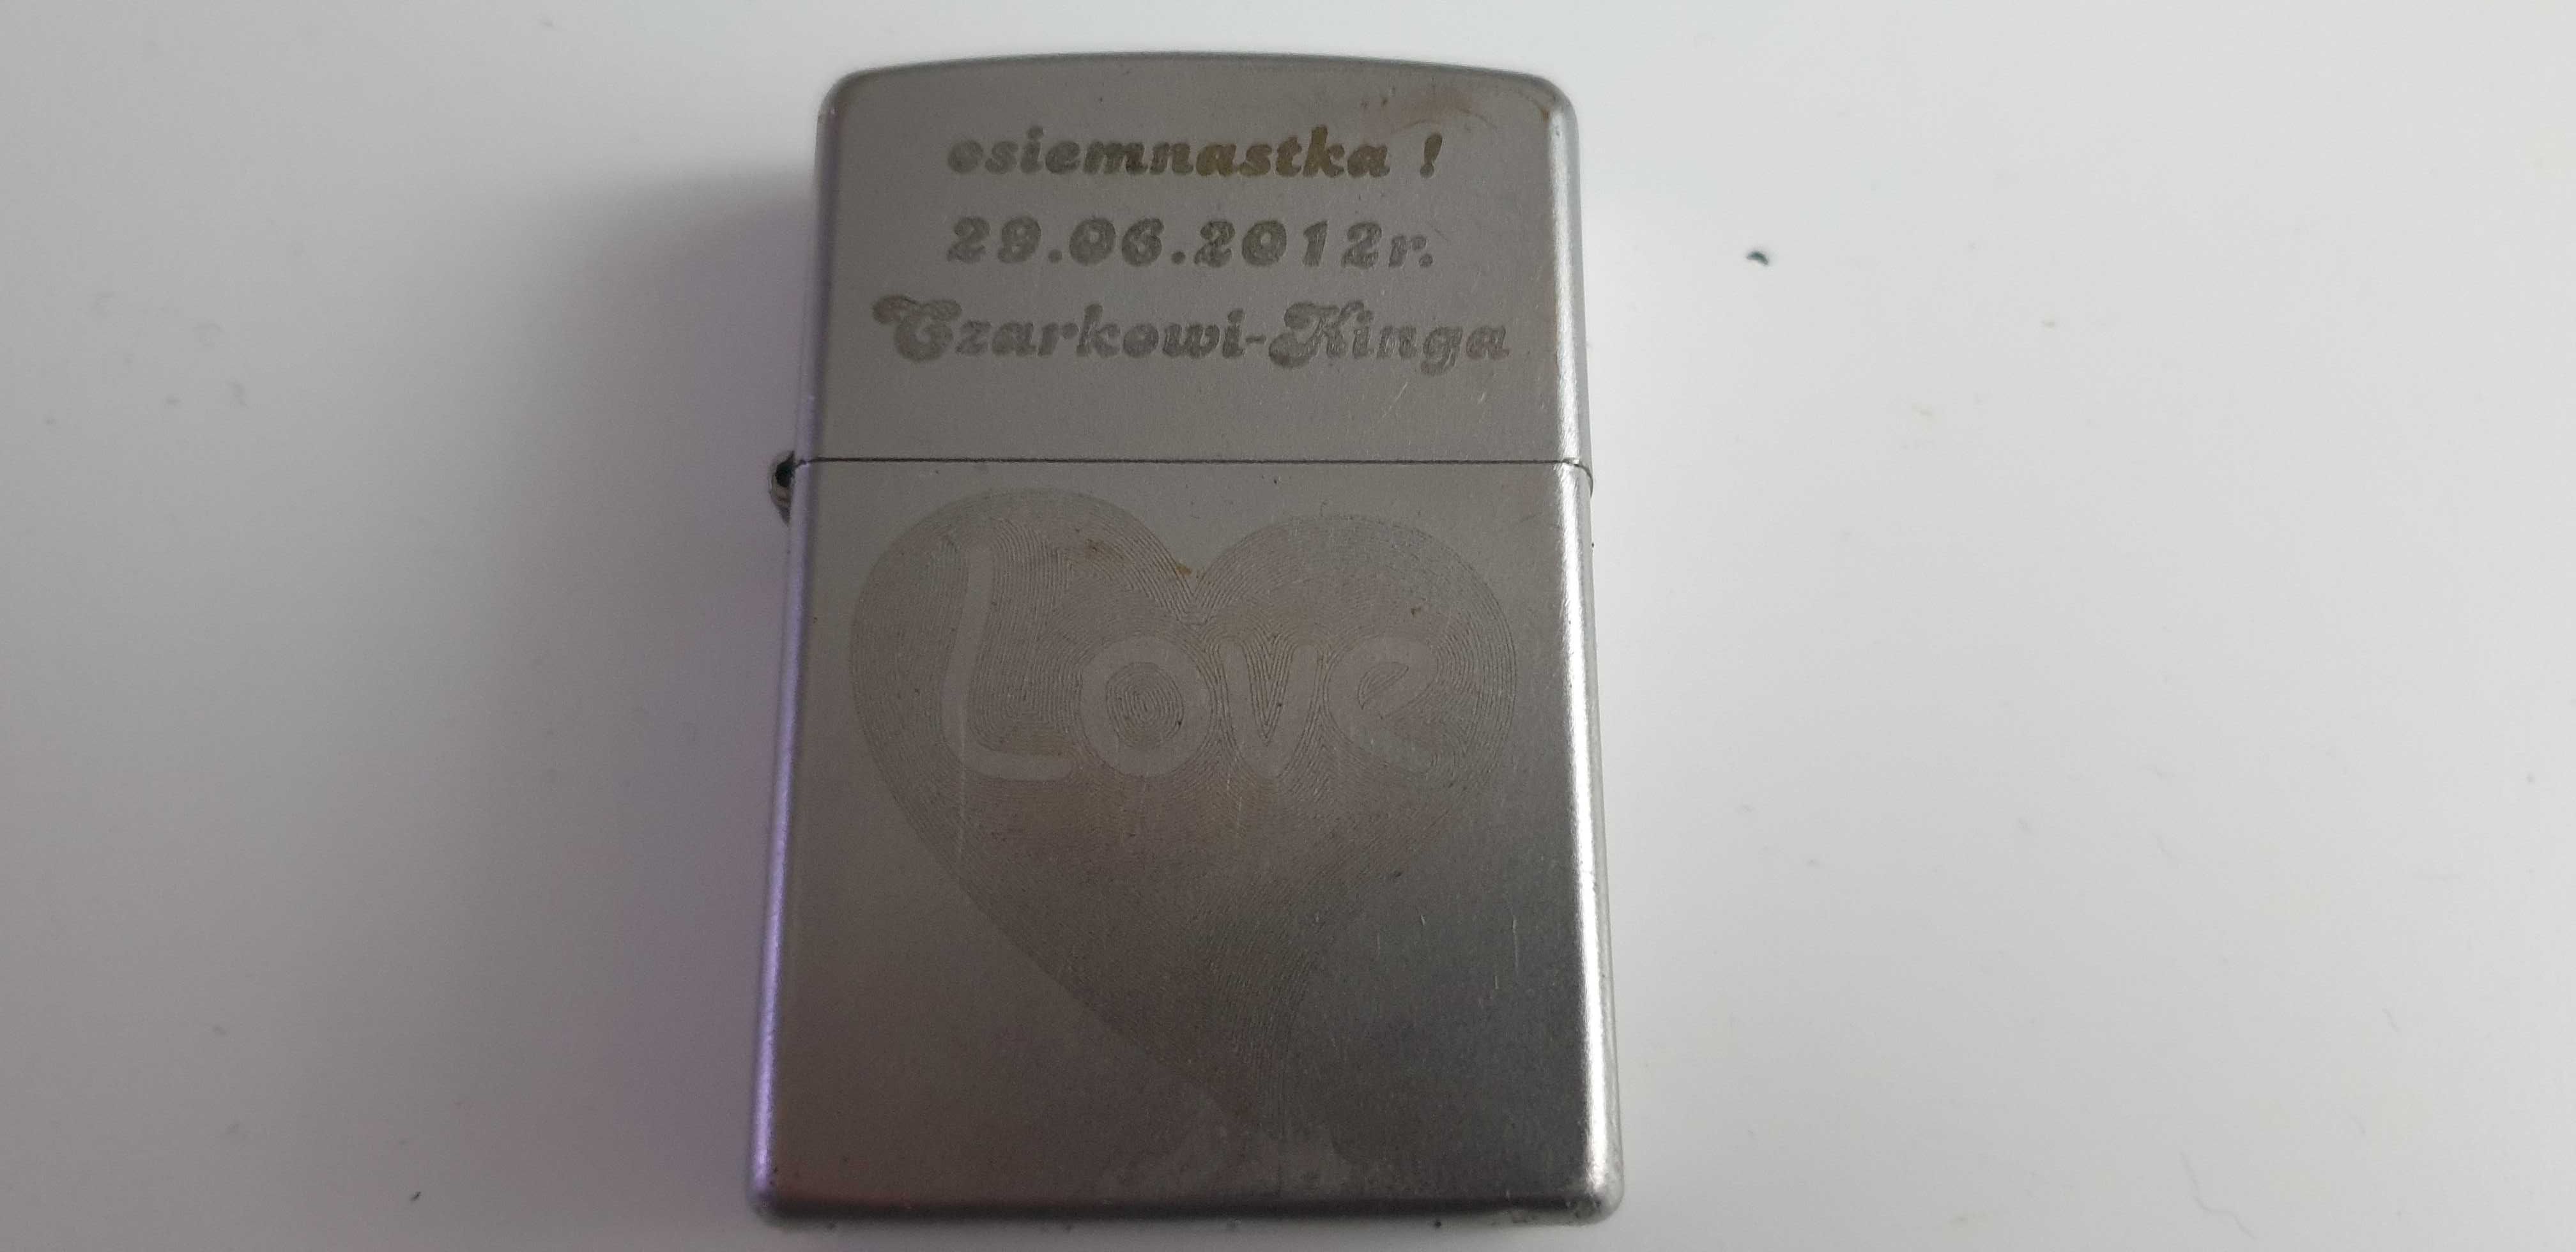 osiemnastka !
29.06.2012r.
Czarkowi-Kinga
Love